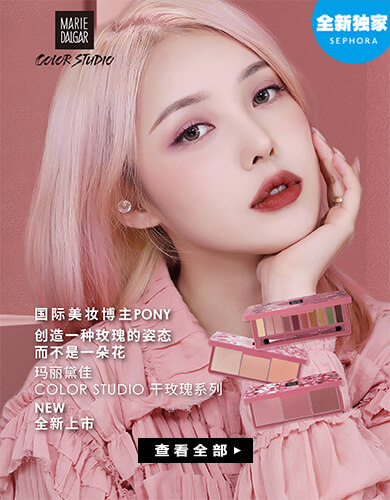 MARIE
DALGAR
COLOR STUDIO
全新独家
SEPHORA
国际美妆博主PONY
创造一种玫瑰的姿态
而不是一朵花
玛丽黛佳
COLOR STUDIO 干玫瑰系列
NEW
全新上市
查看全部